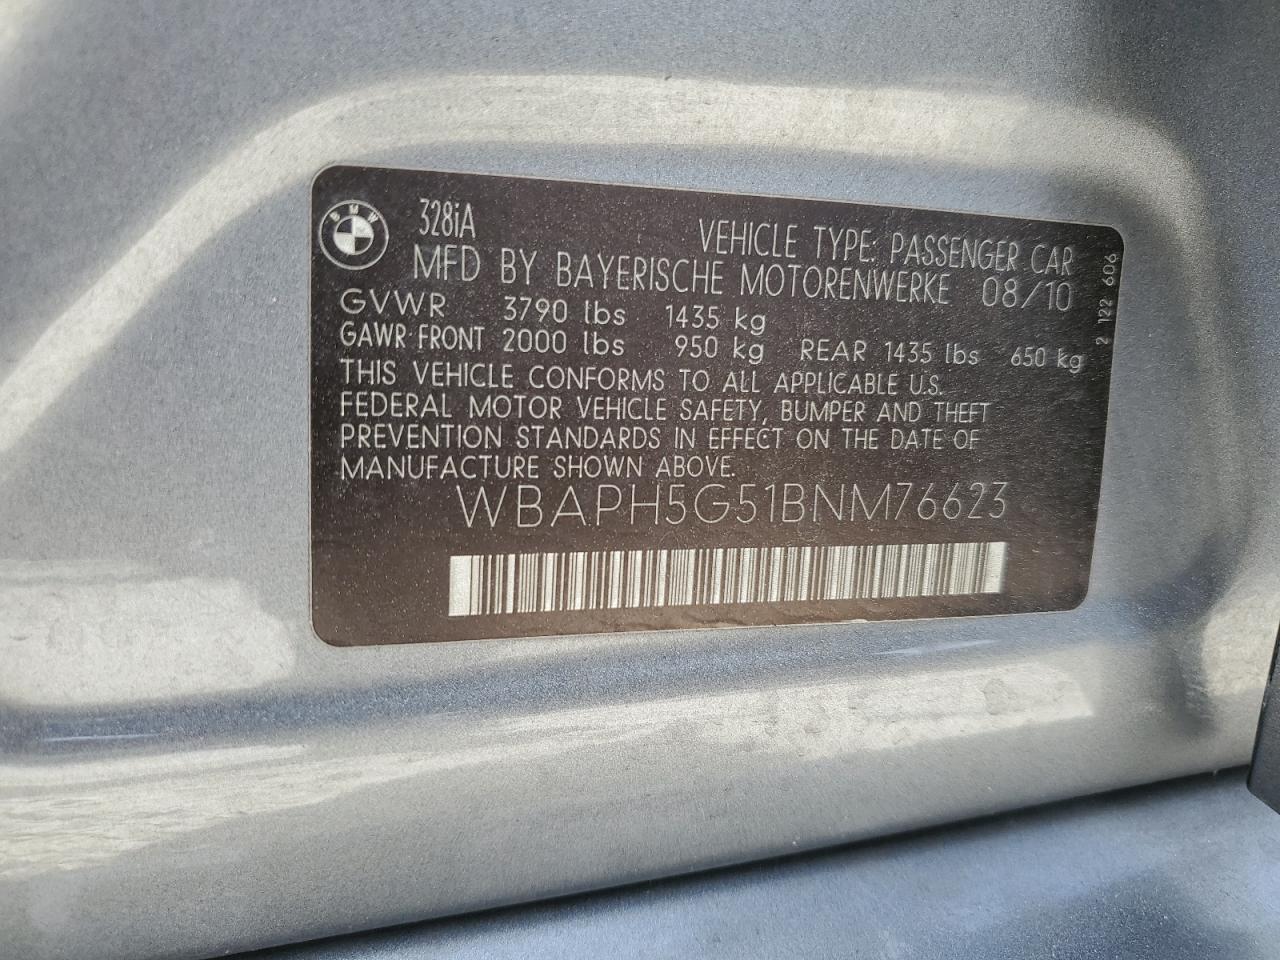 BMW
328iA
VEHICLE TYPE: PASSENGER CAR
MFD BY BAYERISCHE MOTORENWERKE 08/10
GVWR 3790 lbs 1435 kg
GAWR FRONT 2000 lbs 950 kg REAR 1435 lbs 650 kg
THIS VEHICLE CONFORMS TO ALL APPLICABLE U.S.
FEDERAL MOTOR VEHICLE SAFETY, BUMPER AND THEFT
PREVENTION STANDARDS IN EFFECT ON THE DATE OF
MANUFACTURE SHOWN ABOVE.
WBAPH5G51BNM76623
2 122 606